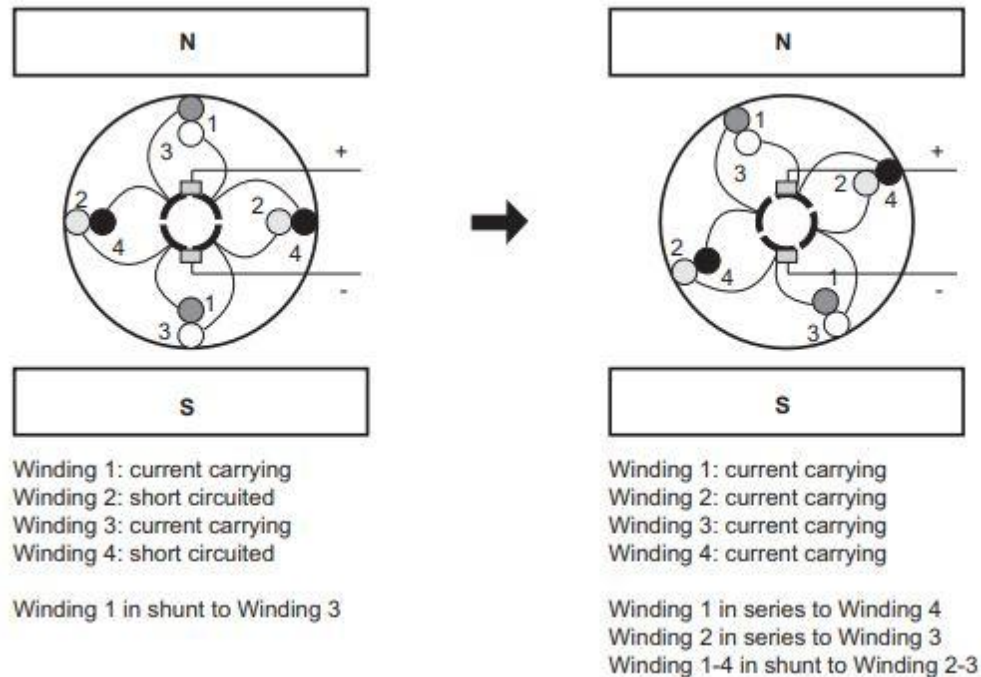 N
1
3
+
2
4
2
4
-
1
3
S
Winding 1: current carrying
Winding 2: short circuited
Winding 3: current carrying
Winding 4: short circuited
Winding 1 in shunt to Winding 3
N
1
3
+
2
4
2
4
1
-
3
S
Winding 1: current carrying
Winding 2: current carrying
Winding 3: current carrying
Winding 4: current carrying
Winding 1 in series to Winding 4
Winding 2 in series to Winding 3
Winding 1-4 in shunt to Winding 2-3